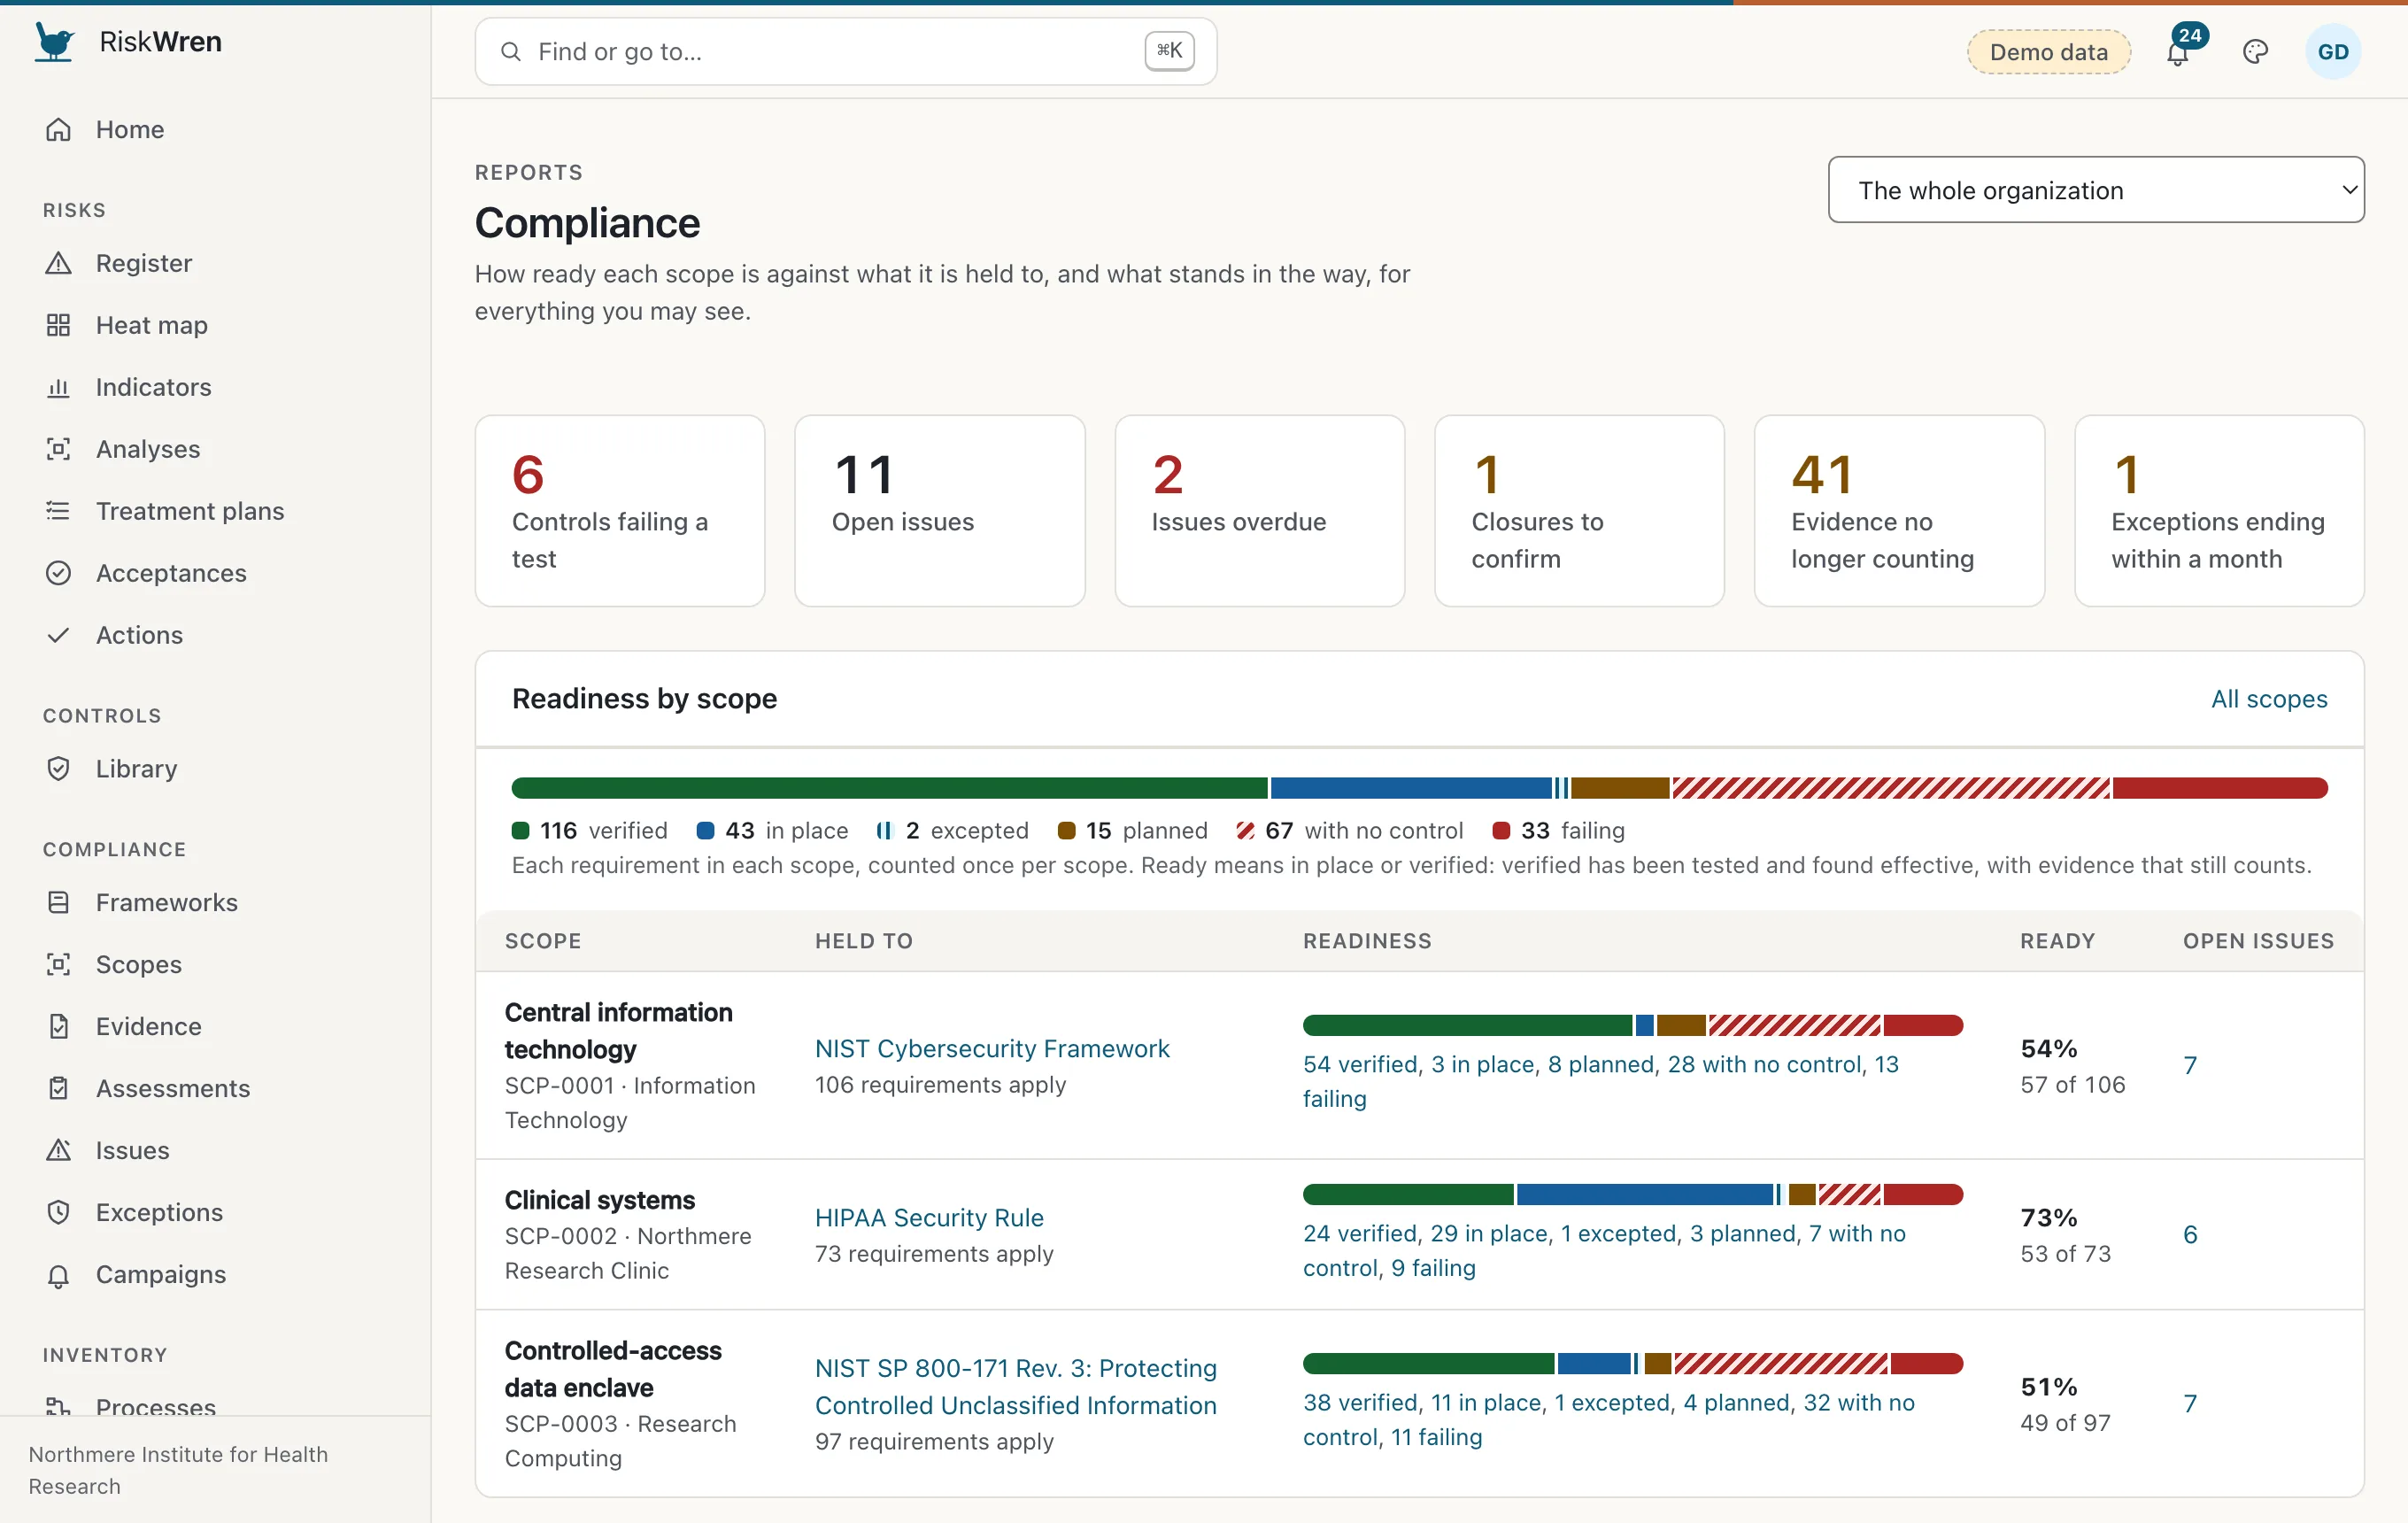 RiskWren
Find or go to...
⌘K
Demo data
24
GD
Home
RISKS
Register
Heat map
Indicators
Analyses
Treatment plans
Acceptances
Actions
CONTROLS
Library
COMPLIANCE
Frameworks
Scopes
Evidence
Assessments
Issues
Exceptions
Campaigns
INVENTORY
Processes
Northmere Institute for Health
Research
REPORTS
Compliance
How ready each scope is against what it is held to, and what stands in the way, for
everything you may see.
The whole organization
6
Controls failing a
test
11
Open issues
2
Issues overdue
1
Closures to
confirm
41
Evidence no
longer counting
1
Exceptions ending
within a month
Readiness by scope
All scopes
116 verified 43 in place 2 excepted 15 planned 67 with no control 33 failing
Each requirement in each scope, counted once per scope. Ready means in place or verified: verified has been tested and found effective, with evidence that still counts.
SCOPE HELD TO READINESS READY OPEN ISSUES
Central information
technology
SCP-0001 · Information
Technology
NIST Cybersecurity Framework
106 requirements apply
54 verified, 3 in place, 8 planned, 28 with no control, 13
failing
54%
57 of 106
7
Clinical systems
SCP-0002 · Northmere
Research Clinic
HIPAA Security Rule
73 requirements apply
24 verified, 29 in place, 1 excepted, 3 planned, 7 with no
control, 9 failing
73%
53 of 73
6
Controlled-access
data enclave
SCP-0003 · Research
Computing
NIST SP 800-171 Rev. 3: Protecting
Controlled Unclassified Information
97 requirements apply
38 verified, 11 in place, 1 excepted, 4 planned, 32 with no
control, 11 failing
51%
49 of 97
7